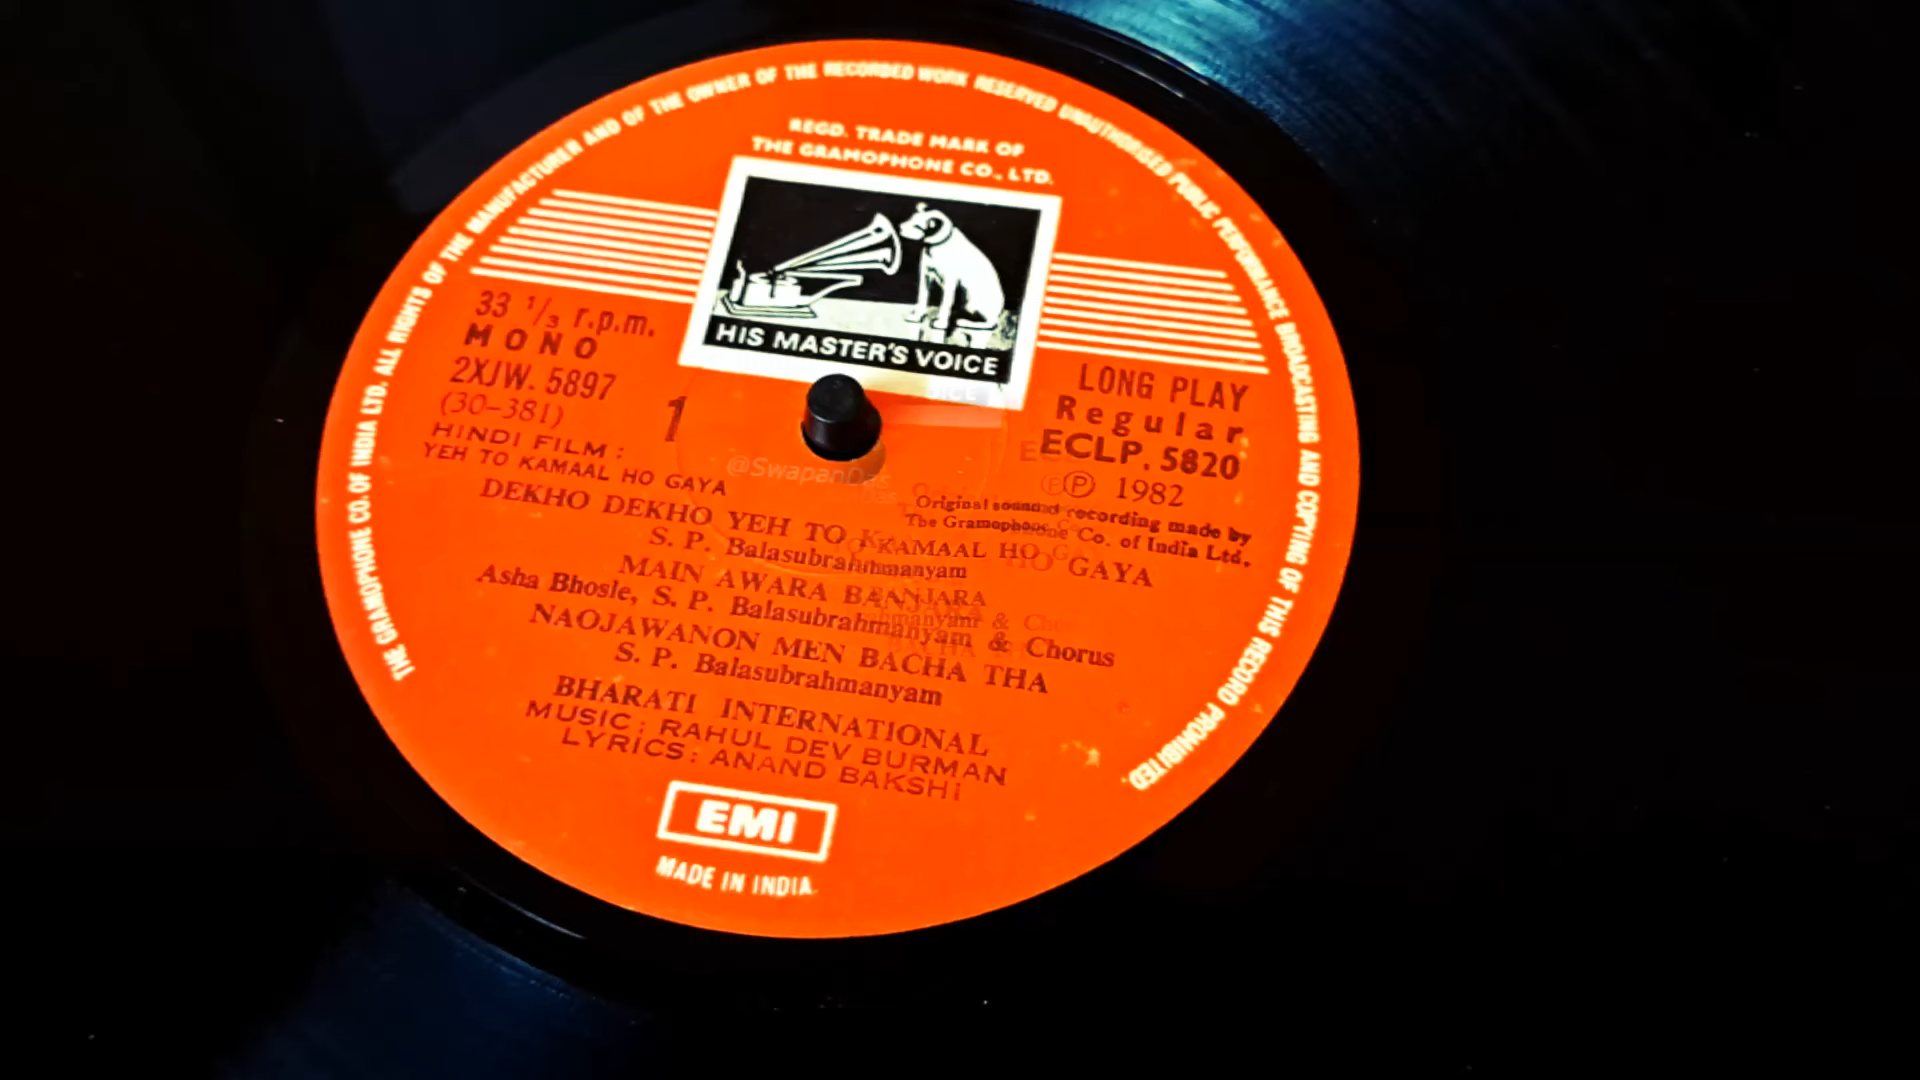 THE GRAMOPHONE CO. OF INDIA LTD. ALL RIGHTS OF THE MANUFACTURER AND OF THE OWNER OF THE RECORDED WORK RESERVED UNAUTHORISED PUBLIC PERFORMANCE BROADCASTING AND COPYING OF THIS RECORD PROHIBITED.
REGD. TRADE MARK OF
THE GRAMOPHONE CO., LTD.
HIS MASTER'S VOICE
33 1/3 r.p.m.
MONO
2XJW. 5897
(30-381)
1
LONG PLAY
Regular
ECLP. 5820
Ⓟ 1982
Original sound recording made by
The Gramophone Co. of India Ltd.
HINDI FILM :
YEH TO KAMAAL HO GAYA
@SwapanDas
DEKHO DEKHO YEH TO KAMAAL HO GAYA
S. P. Balasubrahmanyam
MAIN AWARA BANJARA
Asha Bhosle, S. P. Balasubrahmanyam & Chorus
NAOJAWANON MEN BACHA THA
S. P. Balasubrahmanyam
BHARATI INTERNATIONAL
MUSIC : RAHUL DEV BURMAN
LYRICS : ANAND BAKSHI
EMI
MADE IN INDIA